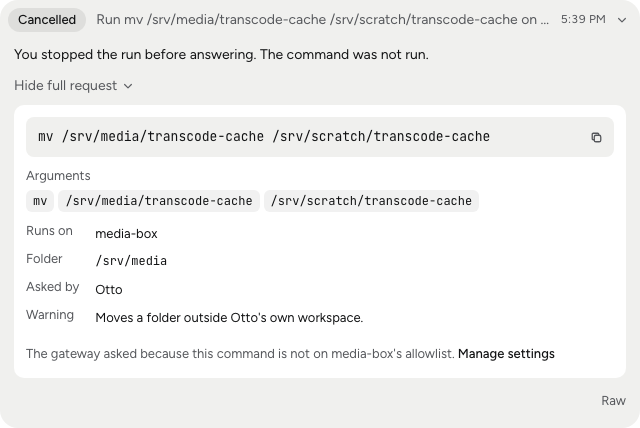 Cancelled Run mv /srv/media/transcode-cache /srv/scratch/transcode-cache on ... 5:39 PM
You stopped the run before answering. The command was not run.
Hide full request
mv /srv/media/transcode-cache /srv/scratch/transcode-cache
Arguments
mv /srv/media/transcode-cache /srv/scratch/transcode-cache
Runs on media-box
Folder /srv/media
Asked by Otto
Warning Moves a folder outside Otto's own workspace.
The gateway asked because this command is not on media-box's allowlist. Manage settings
Raw